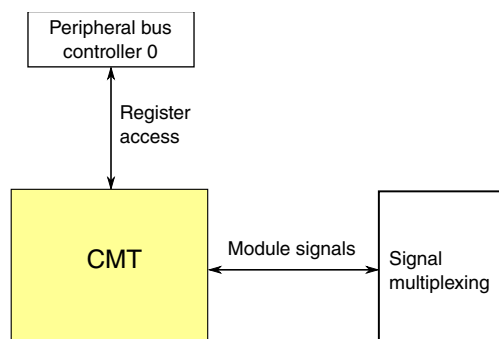 Peripheral bus
controller 0
Register
access
CMT
Module signals
Signal
multiplexing